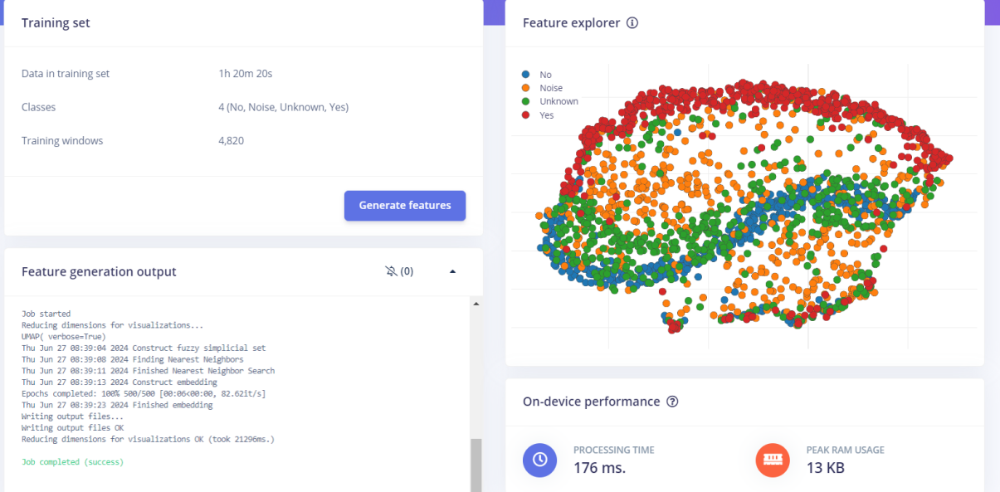 Training set
Data in training set 1h 20m 20s
Classes 4 (No, Noise, Unknown, Yes)
Training windows 4,820
Generate features
Feature generation output (0)
Job started
Reducing dimensions for visualizations...
UMAP( verbose=True)
Thu Jun 27 08:39:04 2024 Construct fuzzy simplicial set
Thu Jun 27 08:39:08 2024 Finding Nearest Neighbors
Thu Jun 27 08:39:11 2024 Finished Nearest Neighbor Search
Thu Jun 27 08:39:13 2024 Construct embedding
Epochs completed: 100% 500/500 [00:06<00:00, 82.62it/s]
Thu Jun 27 08:39:23 2024 Finished embedding
Writing output files...
Writing output files OK
Reducing dimensions for visualizations OK (took 21296ms.)
Job completed (success)
Feature explorer
No
Noise
Unknown
Yes
On-device performance
PROCESSING TIME
176 ms.
PEAK RAM USAGE
13 KB